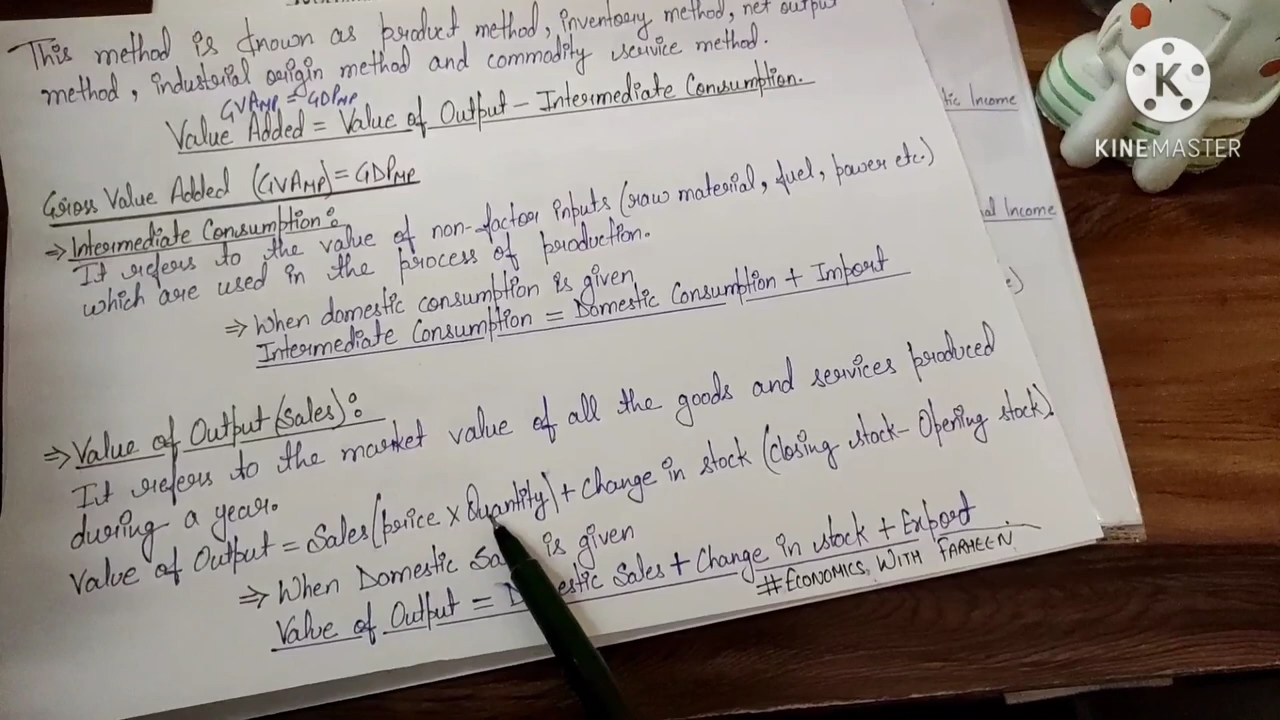 This method is known as product method, inventory method, net output
method, industrial origin method and commodity service method.
GVAMP = GDPMP
Value Added = Value of Output - Intermediate Consumption.
Gross Value Added (GVAMP) = GDPMP
⇒ Intermediate Consumption:
It refers to the value of non-factor inputs (raw material, fuel, power etc.)
which are used in the process of production.
⇒ When domestic consumption is given
Intermediate Consumption = Domestic Consumption + Import
⇒ Value of Output (Sales):
It refers to the market value of all the goods and services produced
during a year.
Value of Output = Sales (price x Quantity) + Change in stock (closing stock - Opening stock).
⇒ When Domestic is given
Value of Output = Sales + Change in stock + Export
#ECONOMICS WITH FARHEEN
Income
Income
K
KINEMASTER